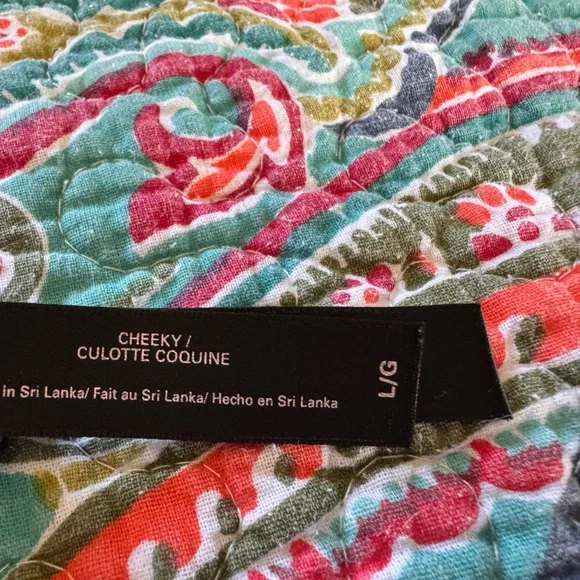 CHEEKY /
CULOTTE COQUINE
in Sri Lanka/ Fait au Sri Lanka/ Hecho en Sri Lanka
L/G